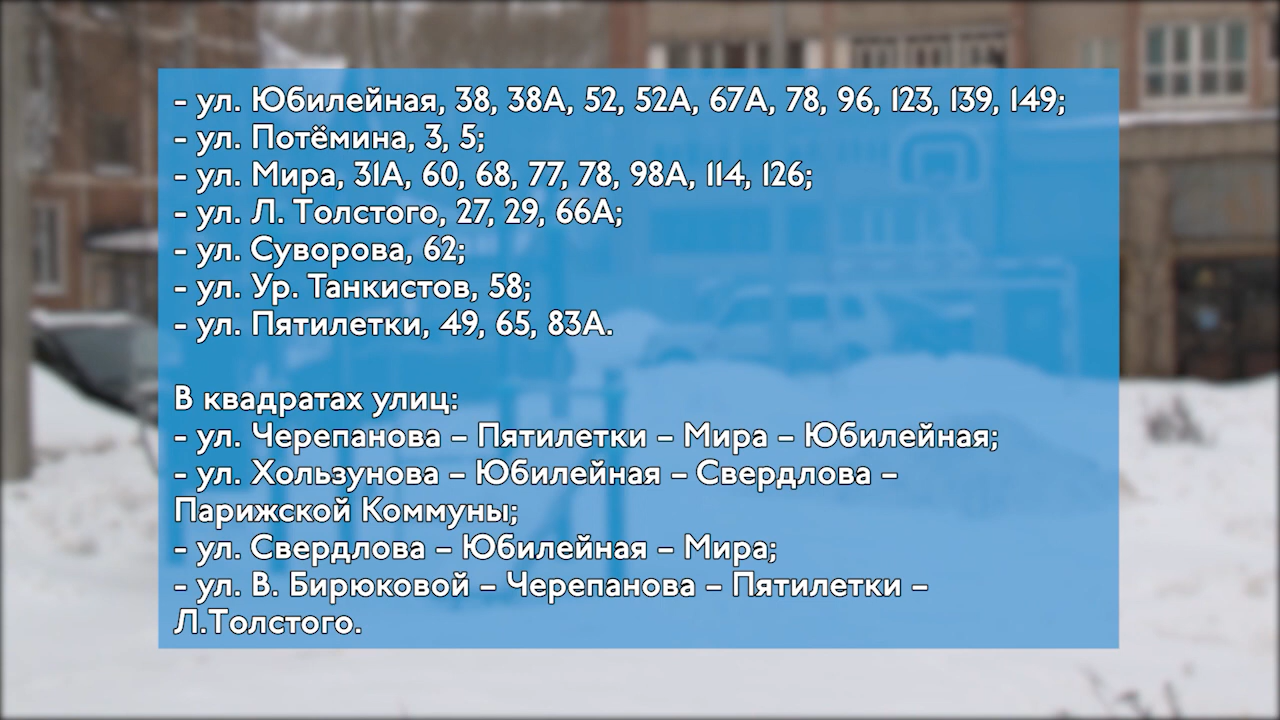 - ул. Юбилейная, 38, 38А, 52, 52А, 67А, 78, 96, 123, 139, 149;
- ул. Потёмина, 3, 5;
- ул. Мира, 31А, 60, 68, 77, 78, 98А, 114, 126;
- ул. Л. Толстого, 27, 29, 66А;
- ул. Суворова, 62;
- ул. Ур. Танкистов, 58;
- ул. Пятилетки, 49, 65, 83А.
В квадратах улиц:
- ул. Черепанова – Пятилетки – Мира – Юбилейная;
- ул. Хользунова – Юбилейная – Свердлова –
Парижской Коммуны;
- ул. Свердлова – Юбилейная – Мира;
- ул. В. Бирюковой – Черепанова – Пятилетки –
Л.Толстого.